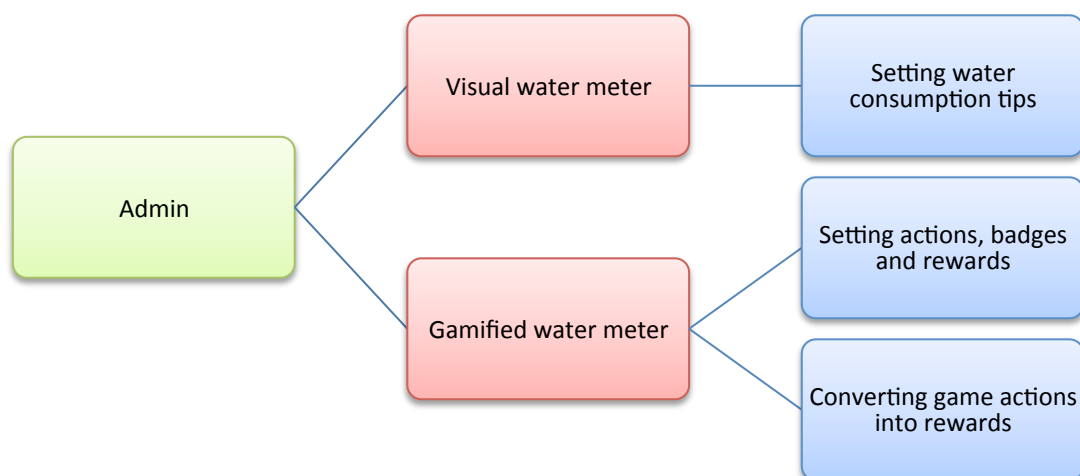 Admin
Visual water meter
Gamified water meter
Setting water
consumption tips
Setting actions, badges
and rewards
Converting game actions
into rewards